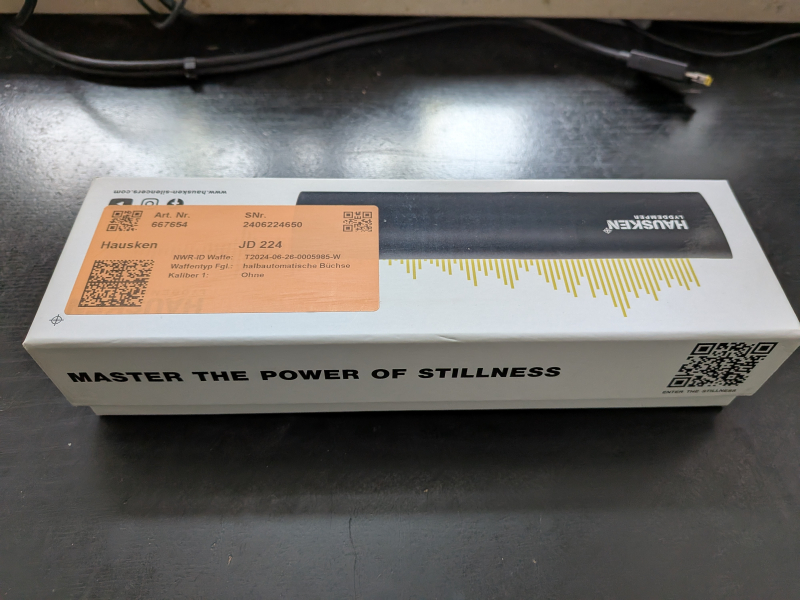 www.hausken-silencers.com
HAUSKEN
LYDDEMPER
Art. Nr.
667654
SNr.
2406224650
Hausken
JD 224
NWR-ID Waffe: T2024-06-26-0005985-W
Waffentyp Fgl.: halbautomatische Büchse
Kaliber 1: Ohne
MASTER THE POWER OF STILLNESS
ENTER THE STILLNESS